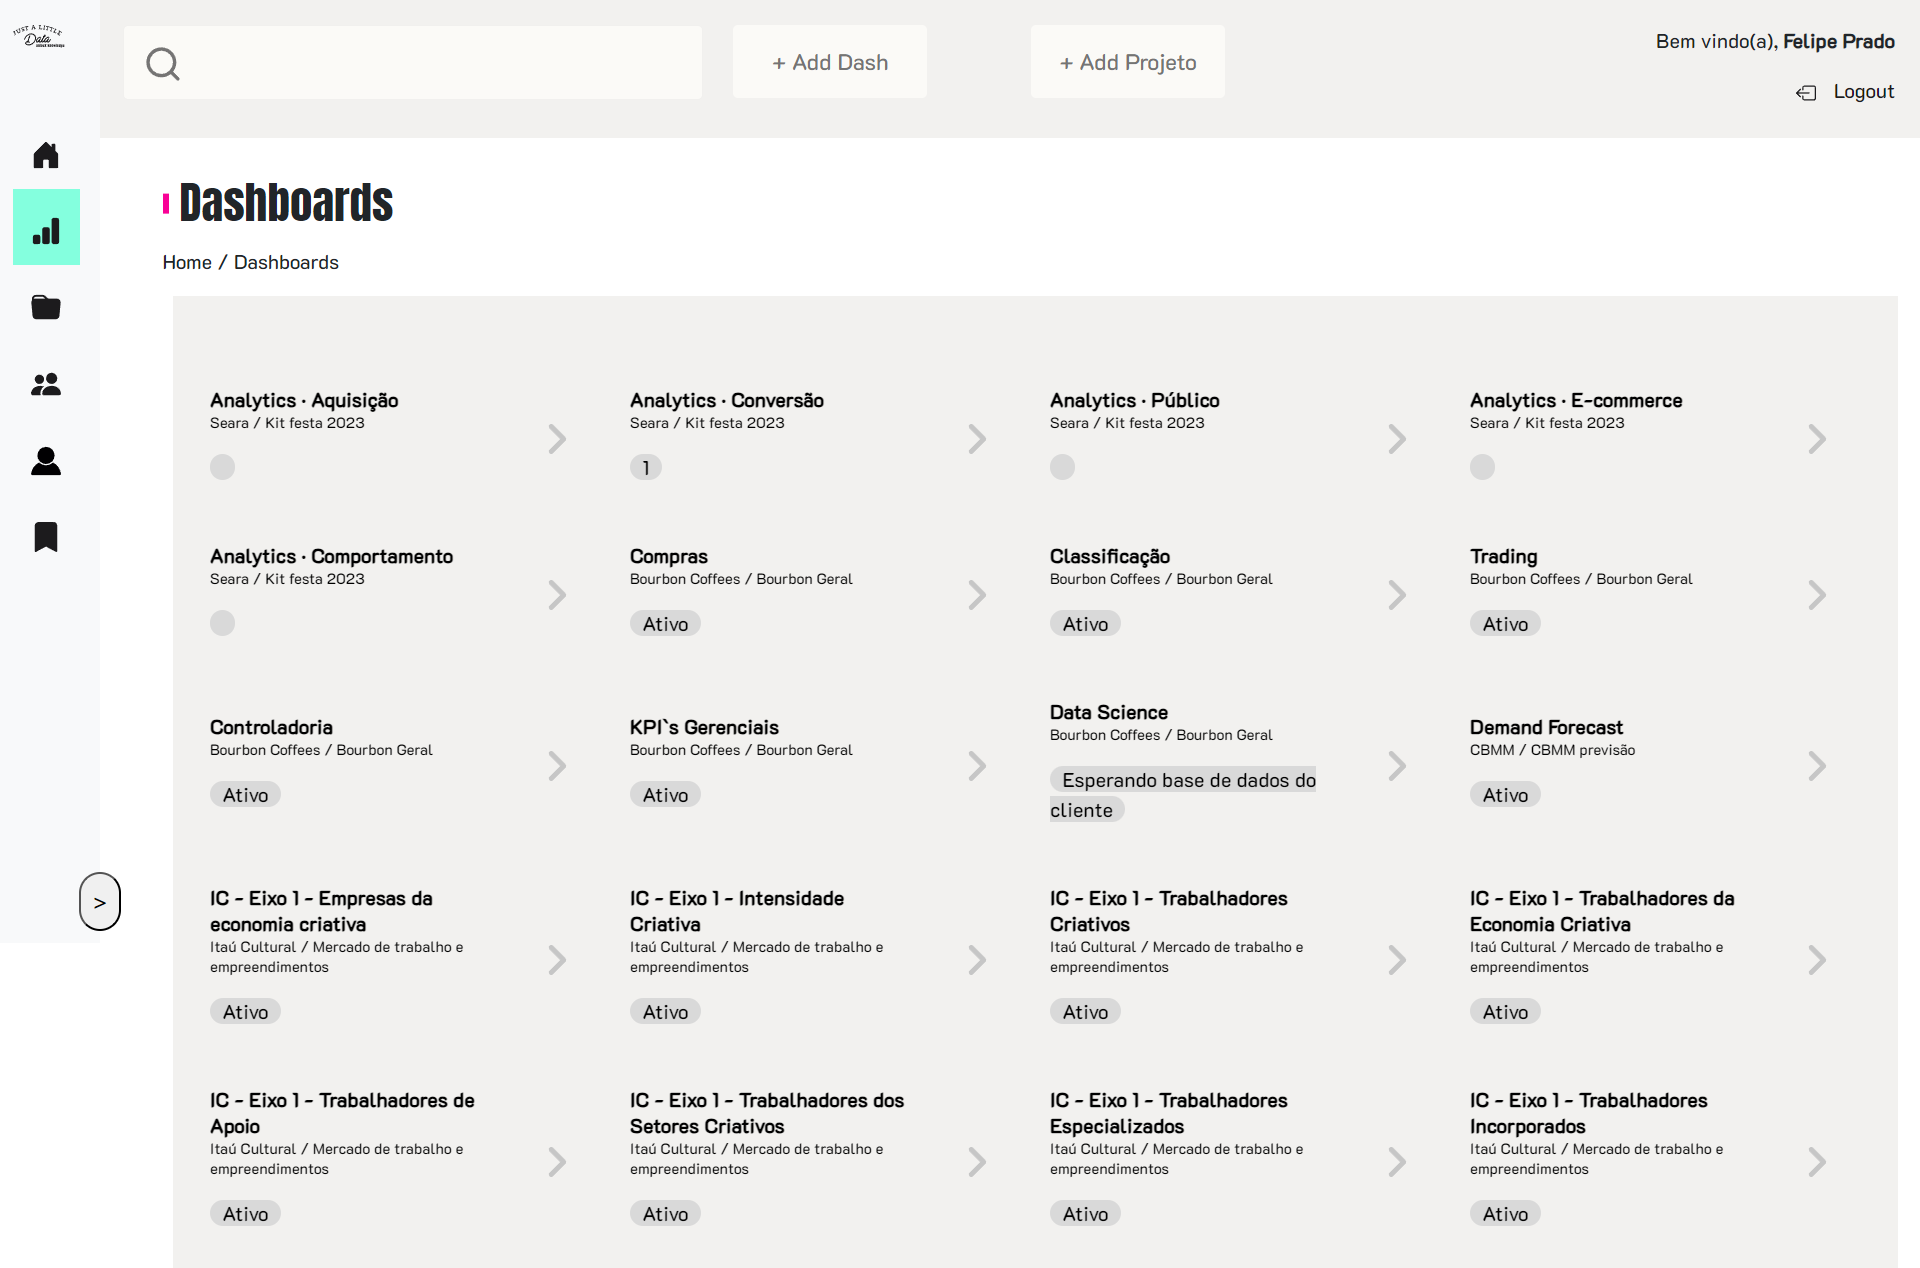 JUST A LITTLE
Data
+ Add Dash
+ Add Projeto
Bem vindo(a), Felipe Prado
Logout
Dashboards
Home / Dashboards
Analytics · Aquisição
Seara / Kit festa 2023
Analytics · Conversão
Seara / Kit festa 2023
1
Analytics · Público
Seara / Kit festa 2023
Analytics · E-commerce
Seara / Kit festa 2023
Analytics · Comportamento
Seara / Kit festa 2023
Compras
Bourbon Coffees / Bourbon Geral
Ativo
Classificação
Bourbon Coffees / Bourbon Geral
Ativo
Trading
Bourbon Coffees / Bourbon Geral
Ativo
Controladoria
Bourbon Coffees / Bourbon Geral
Ativo
KPI`s Gerenciais
Bourbon Coffees / Bourbon Geral
Ativo
Data Science
Bourbon Coffees / Bourbon Geral
Esperando base de dados do
cliente
Demand Forecast
CBMM / CBMM previsão
Ativo
>
IC - Eixo 1 - Empresas da
economia criativa
Itaú Cultural / Mercado de trabalho e
empreendimentos
Ativo
IC - Eixo 1 - Intensidade
Criativa
Itaú Cultural / Mercado de trabalho e
empreendimentos
Ativo
IC - Eixo 1 - Trabalhadores
Criativos
Itaú Cultural / Mercado de trabalho e
empreendimentos
Ativo
IC - Eixo 1 - Trabalhadores da
Economia Criativa
Itaú Cultural / Mercado de trabalho e
empreendimentos
Ativo
IC - Eixo 1 - Trabalhadores de
Apoio
Itaú Cultural / Mercado de trabalho e
empreendimentos
Ativo
IC - Eixo 1 - Trabalhadores dos
Setores Criativos
Itaú Cultural / Mercado de trabalho e
empreendimentos
Ativo
IC - Eixo 1 - Trabalhadores
Especializados
Itaú Cultural / Mercado de trabalho e
empreendimentos
Ativo
IC - Eixo 1 - Trabalhadores
Incorporados
Itaú Cultural / Mercado de trabalho e
empreendimentos
Ativo